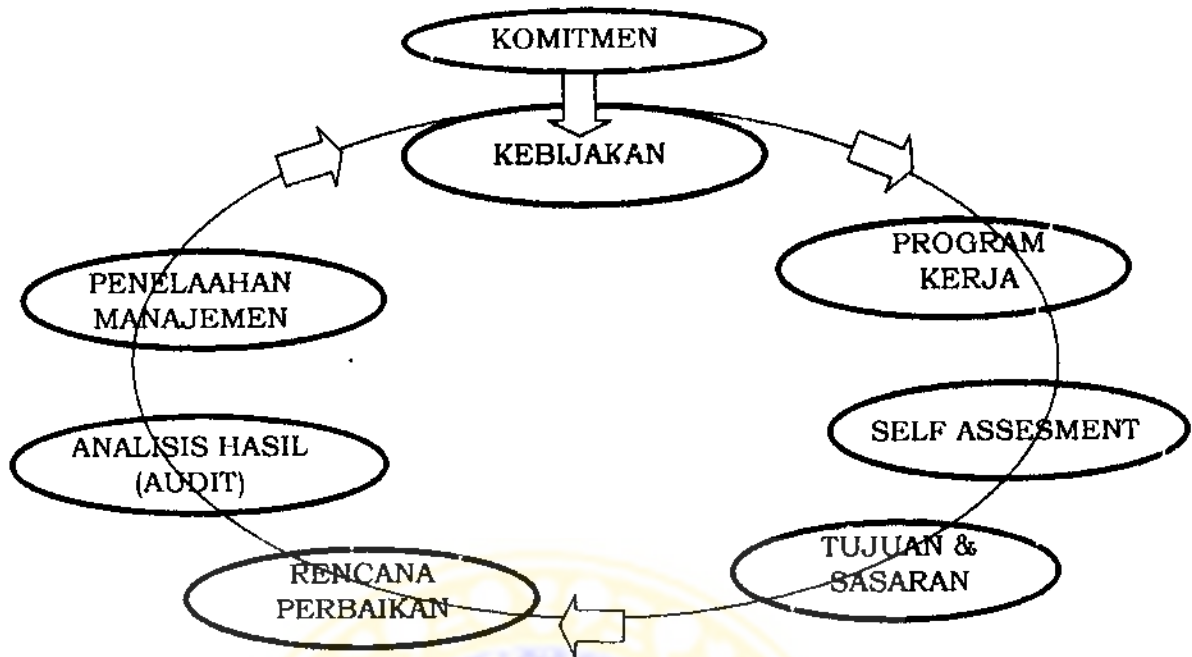 KOMITMEN
KEBIJAKAN
PROGRAM
KERJA
SELF ASSESMENT
TUJUAN &
SASARAN
RENCANA
PERBAIKAN
ANALISIS HASIL
(AUDIT)
PENELAAHAN
MANAJEMEN